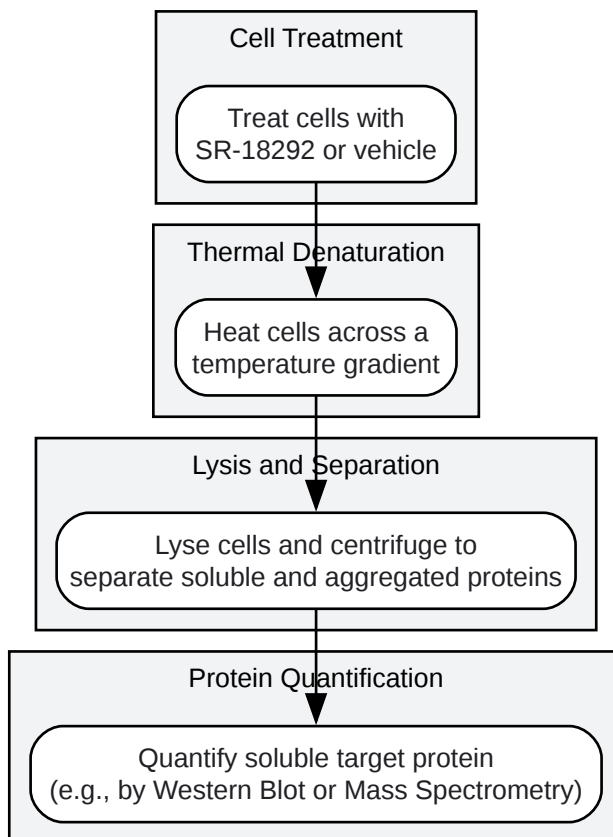 Cell Treatment
Treat cells with
SR-18292 or vehicle
Thermal Denaturation
Heat cells across a
temperature gradient
Lysis and Separation
Lyse cells and centrifuge to
separate soluble and aggregated proteins
Protein Quantification
Quantify soluble target protein
(e.g., by Western Blot or Mass Spectrometry)